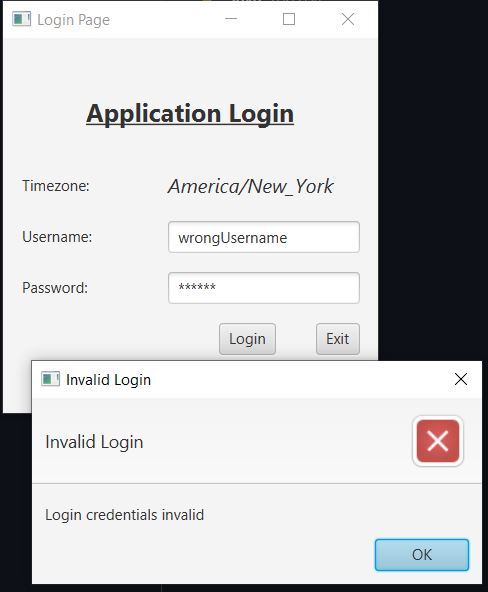 Login Page
Application Login
Timezone: America/New_York
Username: wrongUsername
Password: ******
Login Exit
Invalid Login
Invalid Login
Login credentials invalid
OK